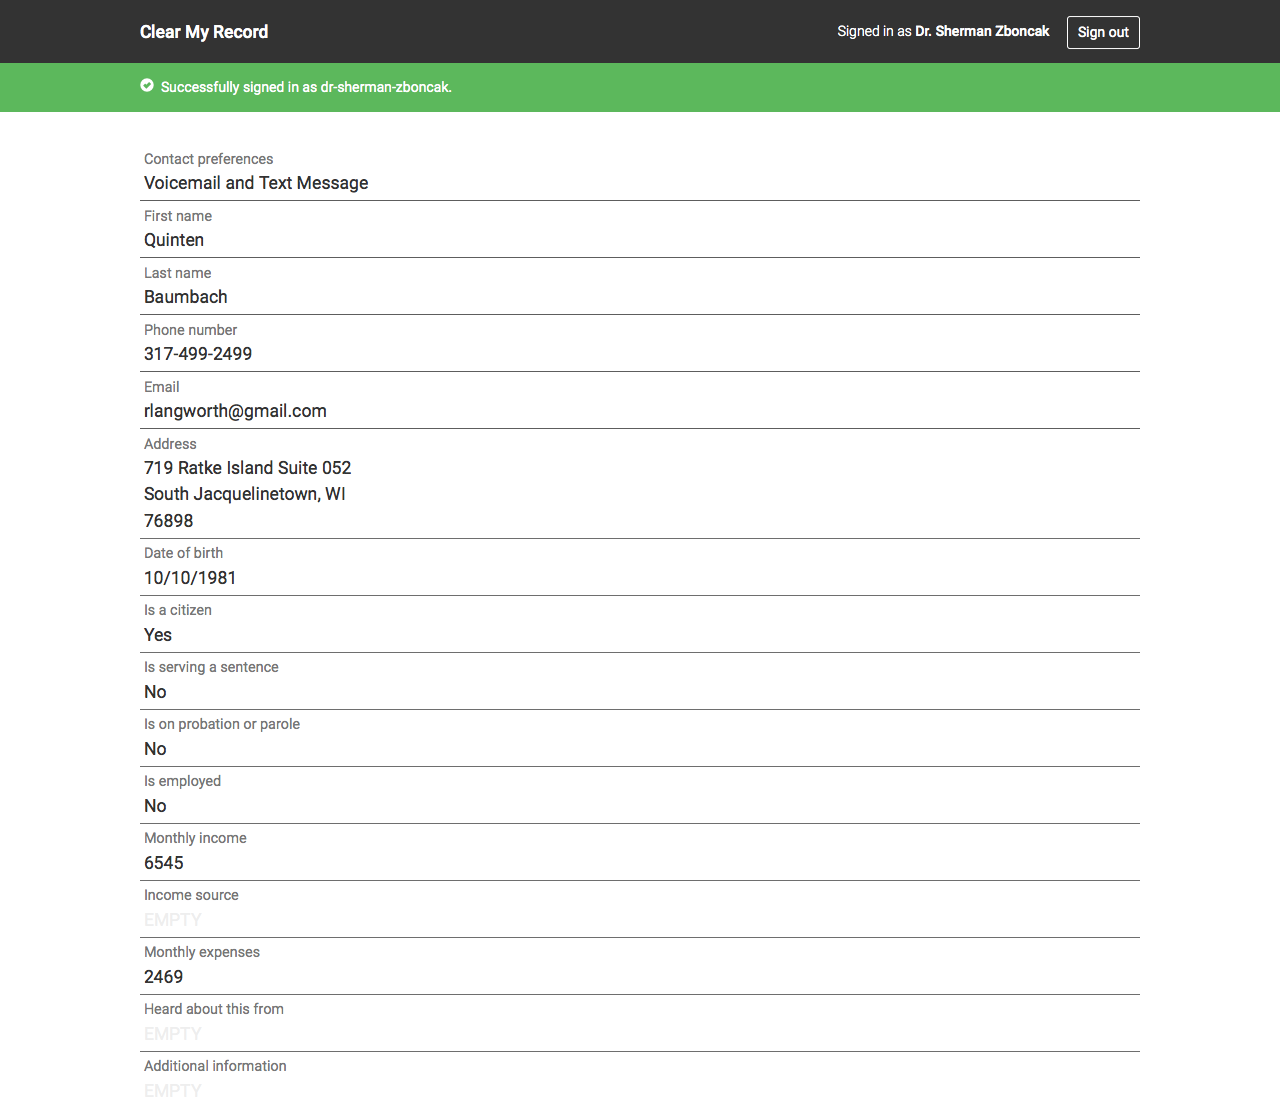 Clear My Record
Signed in as Dr. Sherman Zboncak
Sign out
Successfully signed in as dr-sherman-zboncak.
Contact preferences
Voicemail and Text Message
First name
Quinten
Last name
Baumbach
Phone number
317-499-2499
Email
rlangworth@gmail.com
Address
719 Ratke Island Suite 052
South Jacquelinetown, WI
76898
Date of birth
10/10/1981
Is a citizen
Yes
Is serving a sentence
No
Is on probation or parole
No
Is employed
No
Monthly income
6545
Income source
EMPTY
Monthly expenses
2469
Heard about this from
EMPTY
Additional information
EMPTY